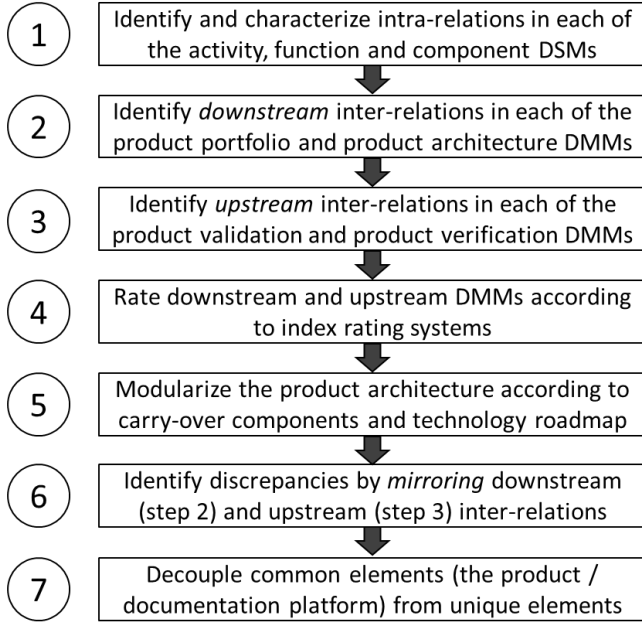 1
Identify and characterize intra-relations in each of
the activity, function and component DSMs
2
Identify downstream inter-relations in each of the
product portfolio and product architecture DMMs
3
Identify upstream inter-relations in each of the
product validation and product verification DMMs
4
Rate downstream and upstream DMMs according
to index rating systems
5
Modularize the product architecture according to
carry-over components and technology roadmap
6
Identify discrepancies by mirroring downstream
(step 2) and upstream (step 3) inter-relations
7
Decouple common elements (the product /
documentation platform) from unique elements